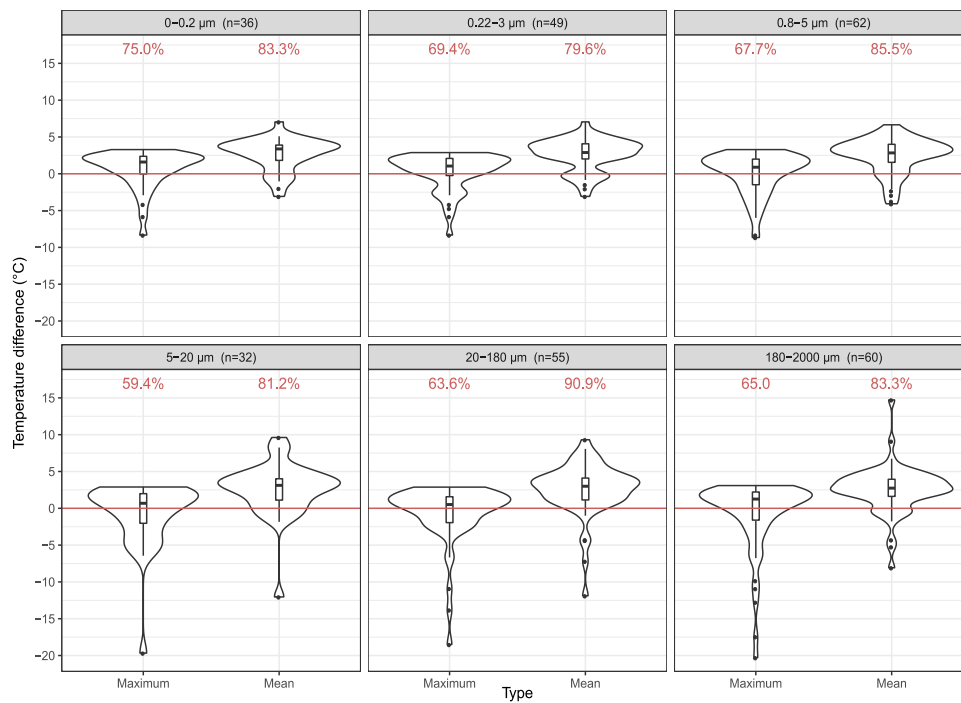 0−0.2 µm (n=36)
0.22−3 µm (n=49)
0.8−5 µm (n=62)
75.0%
83.3%
69.4%
79.6%
67.7%
85.5%
15
10
5
0
−5
−10
−15
−20
5−20 µm (n=32)
20−180 µm (n=55)
180−2000 µm (n=60)
59.4%
81.2%
63.6%
90.9%
65.0
83.3%
15
10
5
0
−5
−10
−15
−20
Temperature difference (°C)
Maximum
Mean
Maximum
Mean
Maximum
Mean
Type